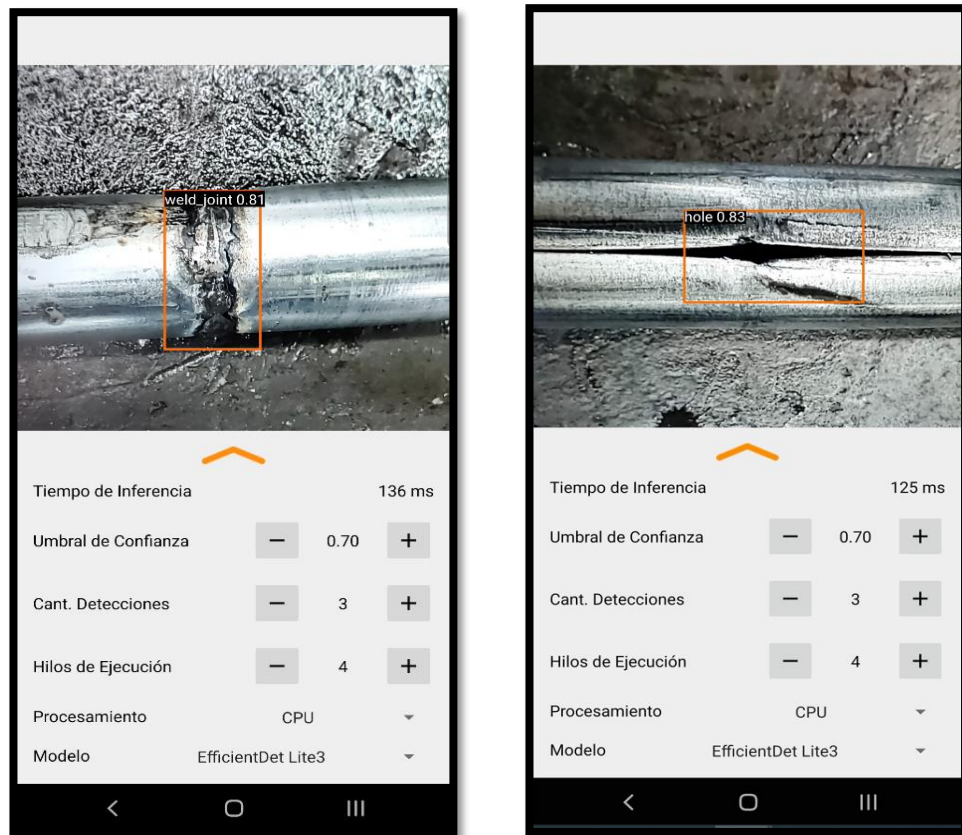 weld_joint 0.81
Tiempo de Inferencia 136 ms
Umbral de Confianza − 0.70 +
Cant. Detecciones − 3 +
Hilos de Ejecución − 4 +
Procesamiento CPU
Modelo EfficientDet Lite3
hole 0.83
Tiempo de Inferencia 125 ms
Umbral de Confianza − 0.70 +
Cant. Detecciones − 3 +
Hilos de Ejecución − 4 +
Procesamiento CPU
Modelo EfficientDet Lite3